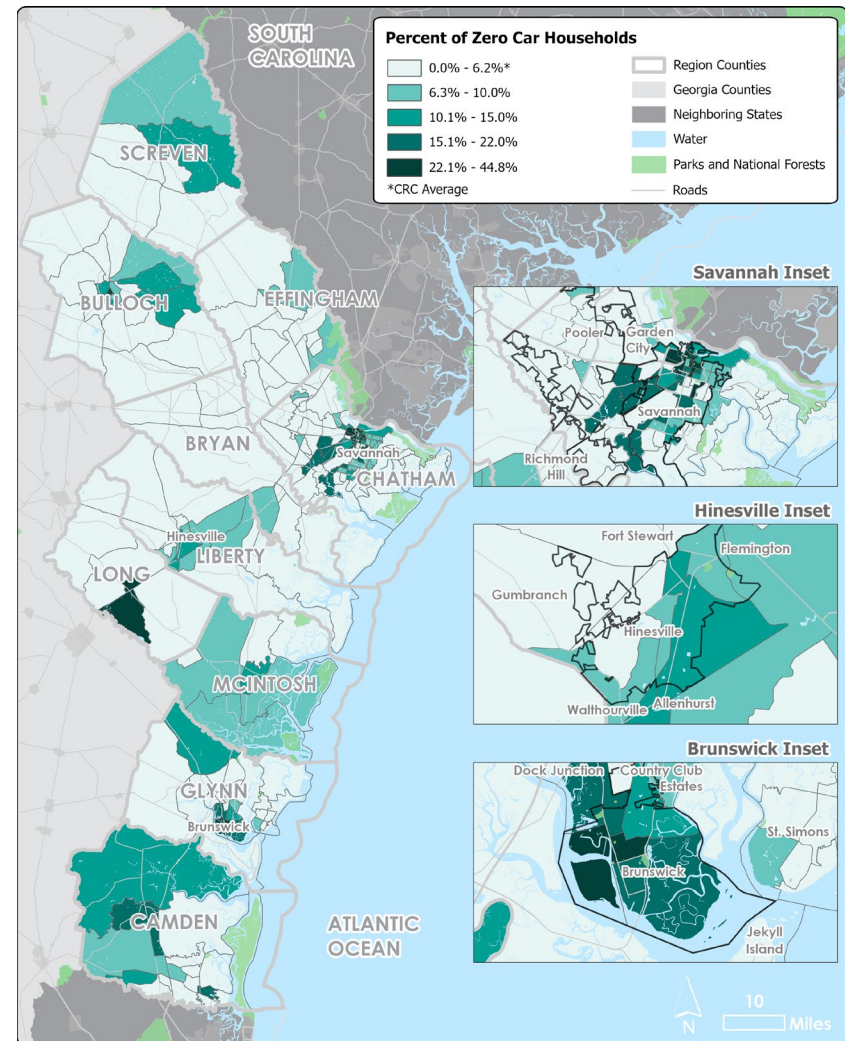 SOUTH
CAROLINA
Percent of Zero Car Households
0.0% - 6.2%*
6.3% - 10.0%
10.1% - 15.0%
15.1% - 22.0%
22.1% - 44.8%
*CRC Average
Region Counties
Georgia Counties
Neighboring States
Water
Parks and National Forests
Roads
SCREVEN
BULLOCH
EFFINGHAM
BRYAN
Savannah
CHATHAM
Hinesville
LIBERTY
LONG
MCINTOSH
GLYNN
Brunswick
CAMDEN
ATLANTIC
OCEAN
Savannah Inset
Pooler
Garden
City
Savannah
Richmond
Hill
Hinesville Inset
Fort Stewart
Flemington
Gumbranch
Hinesville
Walthourville
Allenhurst
Brunswick Inset
Dock Junction
Country Club
Estates
St. Simons
Brunswick
Jekyll
Island
N
10
Miles